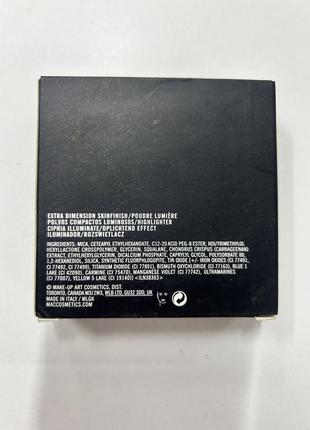 EXTRA DIMENSION SKINFINISH/POUDRE LUMIÈRE
POLVOS COMPACTOS LUMINOSOS/HIGHLIGHTER
CIPRIA ILLUMINATE/OPLICHTEND EFFECT
ILUMINADOR/ROZŚWIETLACZ
INGREDIENTS: MICA, CETEARYL ETHYLHEXANOATE, C12-20 ACID PEG-8 ESTER,
HEXYLLACTONE CROSSPOLYMER, GLYCERIN, SQUALANE, CHONDRUS CRISPUS (CARRAGEENAN)
EXTRACT, ETHYLHEXYLGLYCERIN, DICALCIUM PHOSPHATE, CAPRYLYL GLYCOL, POLYSORBATE 80,
1,2-HEXANEDIOL, SILICA, SYNTHETIC FLUORPHLOGOPITE, TIN OXIDE [+/- IRON OXIDES (CI 77491),
(CI 77492), (CI 77499), TITANIUM DIOXIDE (CI 77891), BISMUTH OXYCHLORIDE (CI 77163), BLUE 1
LAKE (CI 42090), CARMINE (CI 75470), MANGANESE VIOLET (CI 77742), ULTRAMARINES
(CI 77007), YELLOW 5 LAKE (CI 19140)] <ILN38363>
© MAKE-UP ART COSMETICS, DIST.
TORONTO, CANADA M3J 2W3, WLB LTD, GU32 3DD, UK
MADE IN ITALY / MLGK
MACCOSMETICS.COM